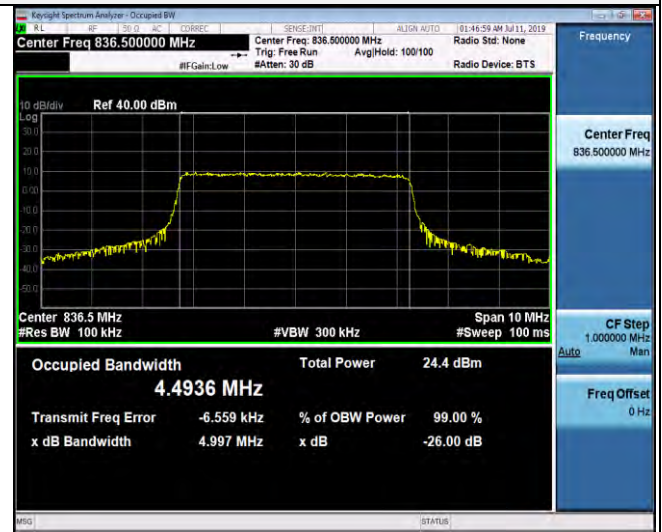 Keysight Spectrum Analyzer - Occupied BW
RL RF 50 Ω AC CORREC SENSE:INT ALIGN AUTO 01:46:59 AM Jul 11, 2019
Center Freq 836.500000 MHz
Center Freq: 836.500000 MHz
Radio Std: None
Trig: Free Run Avg|Hold: 100/100
#IFGain:Low #Atten: 30 dB Radio Device: BTS
Frequency
10 dB/div Ref 40.00 dBm
Log
30.0
20.0
10.0
0.00
-10.0
-20.0
-30.0
-40.0
-50.0
Center Freq
836.500000 MHz
Center 836.5 MHz Span 10 MHz
#Res BW 100 kHz #VBW 300 kHz #Sweep 100 ms
CF Step
1.000000 MHz
Auto Man
Occupied Bandwidth Total Power 24.4 dBm
4.4936 MHz
Freq Offset
0 Hz
Transmit Freq Error -6.559 kHz % of OBW Power 99.00 %
x dB Bandwidth 4.997 MHz x dB -26.00 dB
MSG STATUS